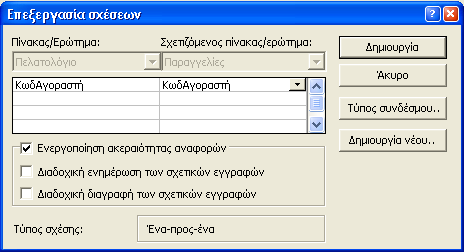 Επεξεργασία σχέσεων
Πίνακας/Ερώτημα: Σχετιζόμενος πίνακας/ερώτημα:
Πελατολόγιο Παραγγελίες
ΚωδΑγοραστή ΚωδΑγοραστή
Ενεργοποίηση ακεραιότητας αναφορών
Διαδοχική ενημέρωση των σχετικών εγγραφών
Διαδοχική διαγραφή των σχετικών εγγραφών
Τύπος σχέσης: Ένα-προς-ένα
Δημιουργία
Άκυρο
Τύπος συνδέσμου..
Δημιουργία νέου..